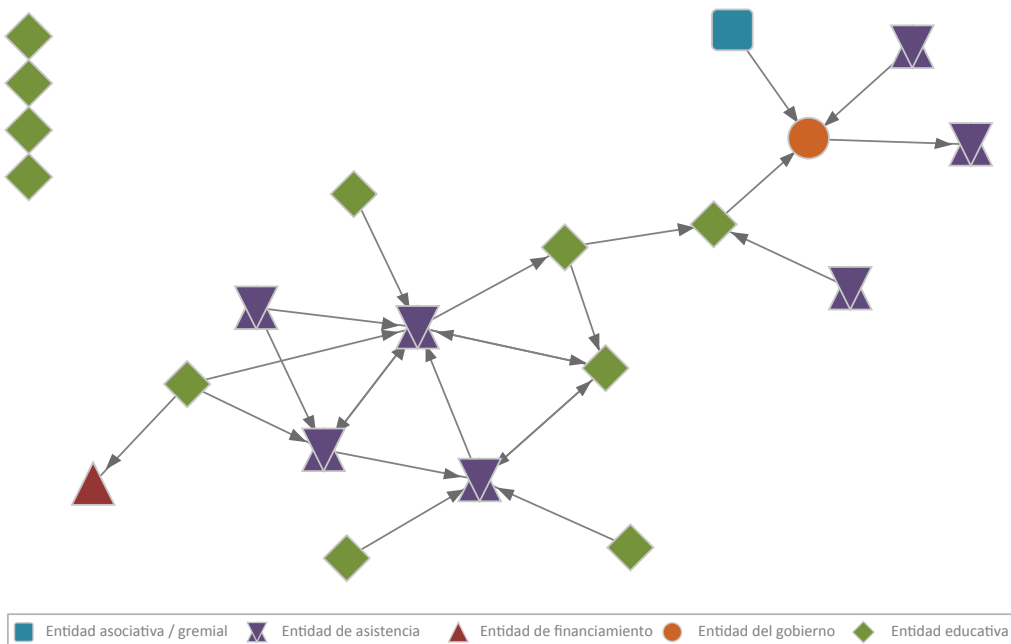 Entidad asociativa / gremial Entidad de asistencia Entidad de financiamiento Entidad del gobierno Entidad educativa